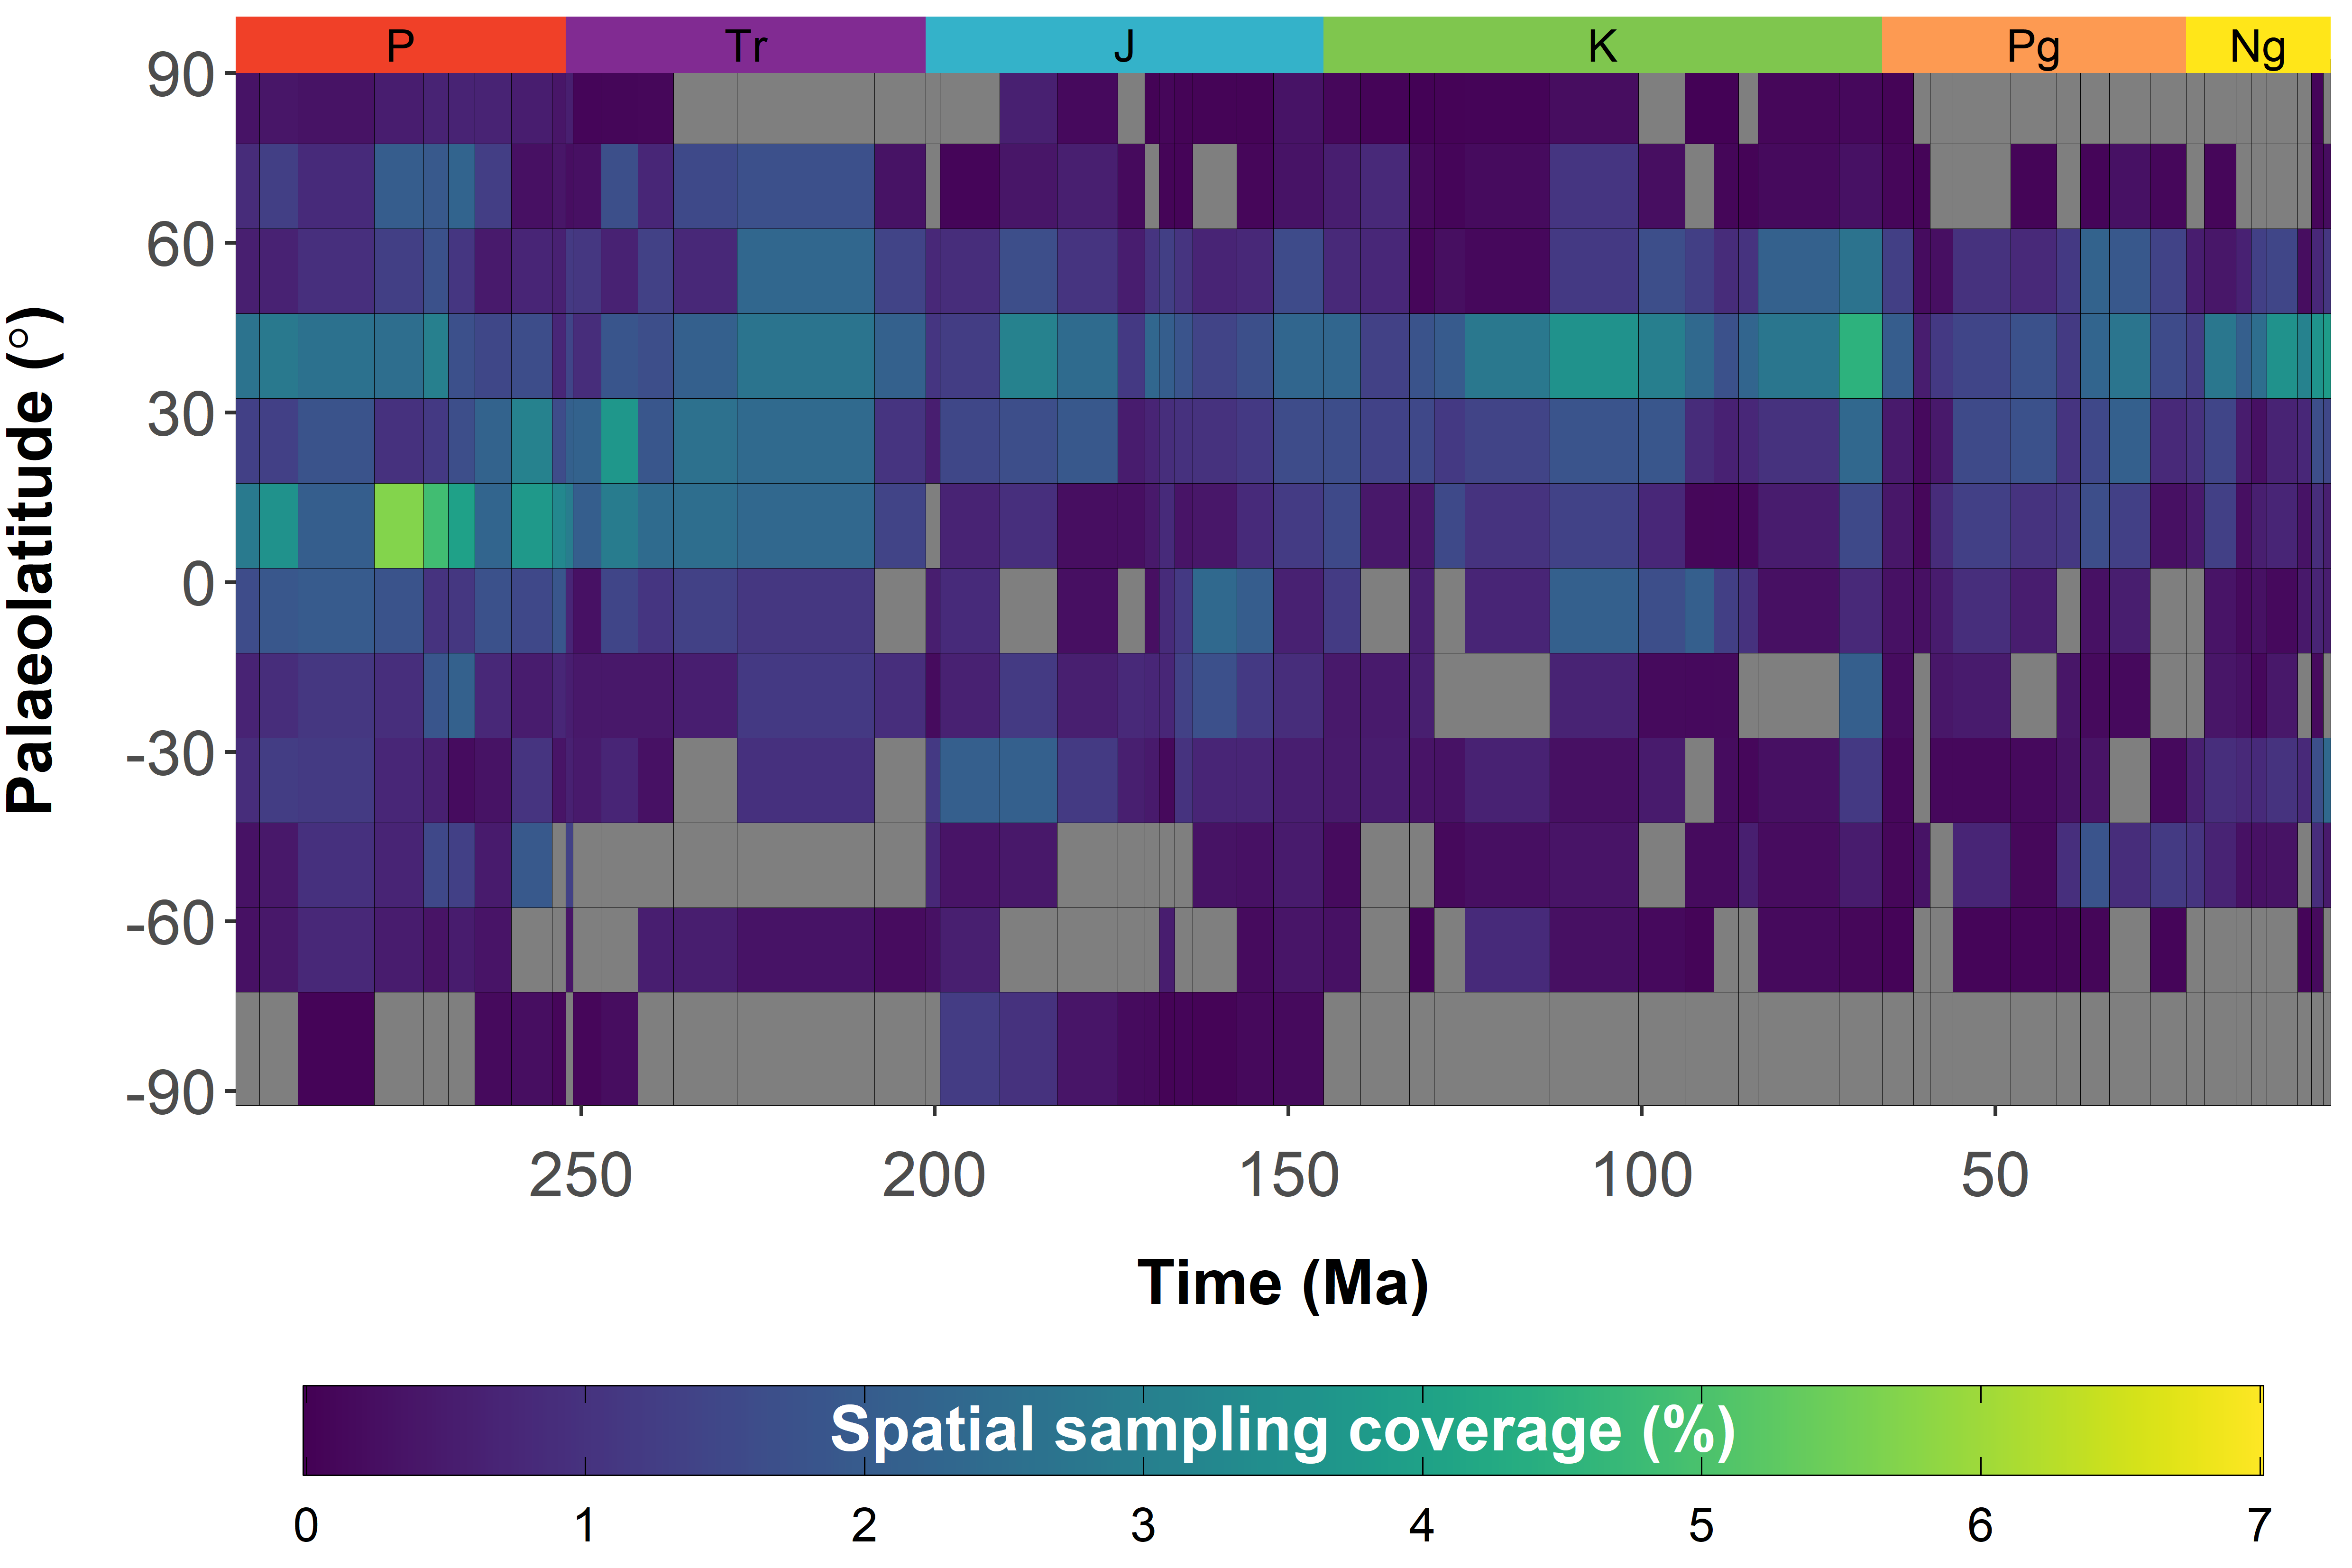 P Tr J K Pg Ng
90
60
30
0
-30
-60
-90
Palaeolatitude (°)
250 200 150 100 50
Time (Ma)
Spatial sampling coverage (%)
0 1 2 3 4 5 6 7